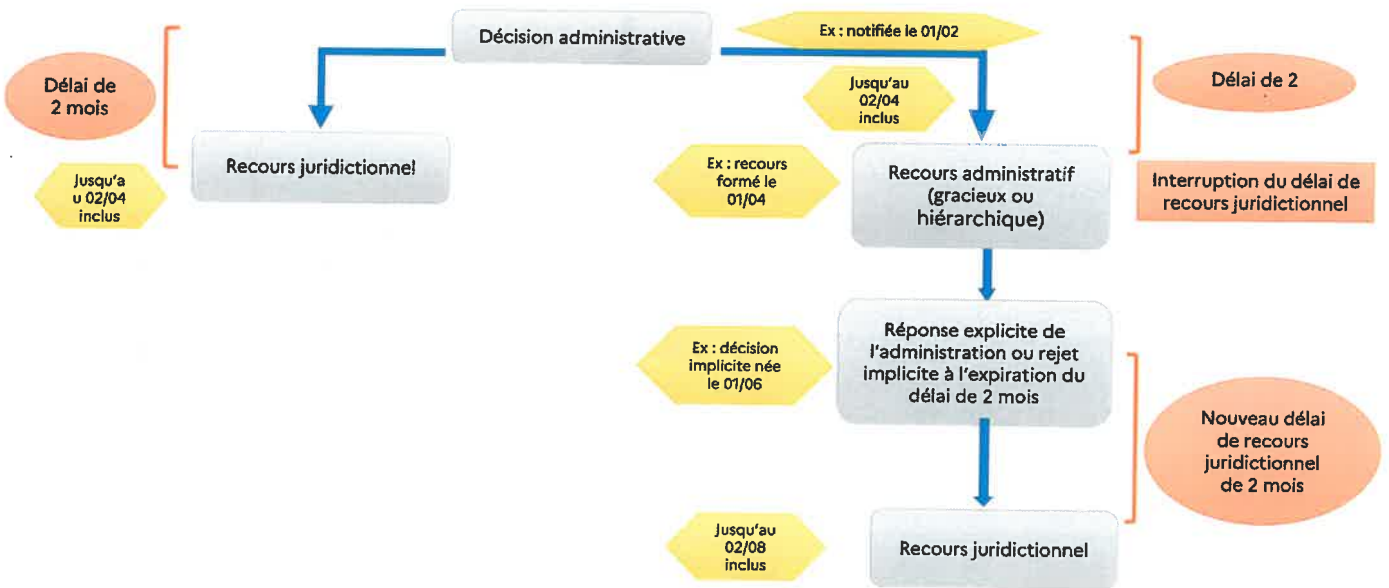 Décision administrative
Ex : notifiée le 01/02
Délai de
2 mois
Jusqu'au
02/04
inclus
Délai de 2
Recours juridictionnel
Jusqu'a
u 02/04
inclus
Ex : recours
formé le
01/04
Recours administratif
(gracieux ou
hiérarchique)
Interruption du délai de
recours juridictionnel
Ex : décision
implicite née
le 01/06
Réponse explicite de
l'administration ou rejet
implicite à l'expiration du
délai de 2 mois
Nouveau délai
de recours
juridictionnel
de 2 mois
Jusqu'au
02/08
inclus
Recours juridictionnel